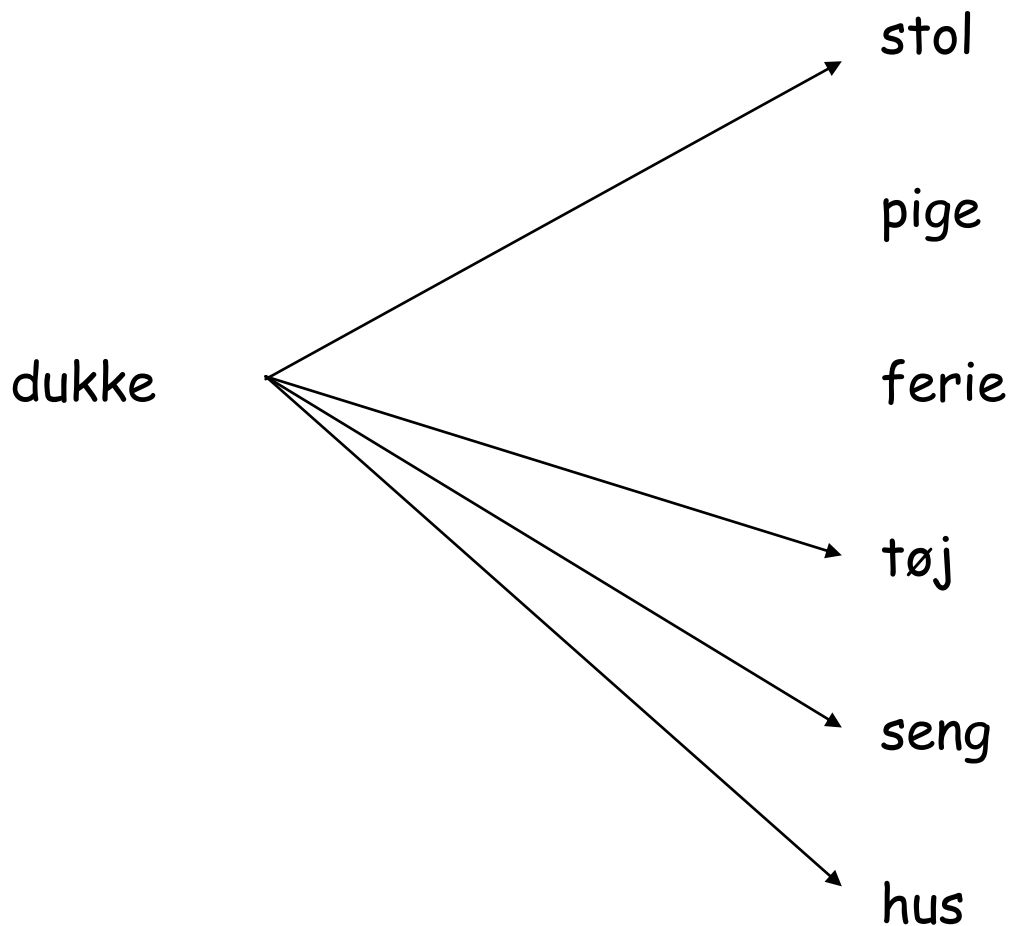 stol
pige
dukke ferie
tøj
seng
hus